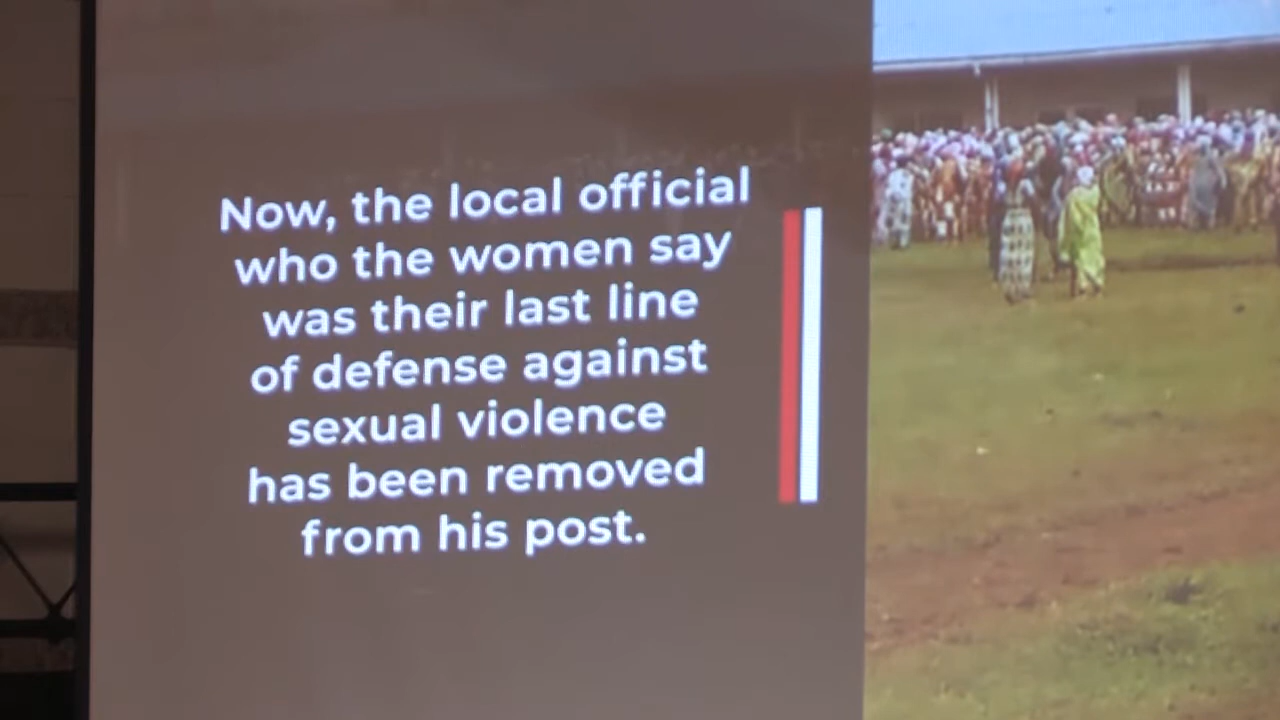 Now, the local official
who the women say
was their last line
of defense against
sexual violence
has been removed
from his post.